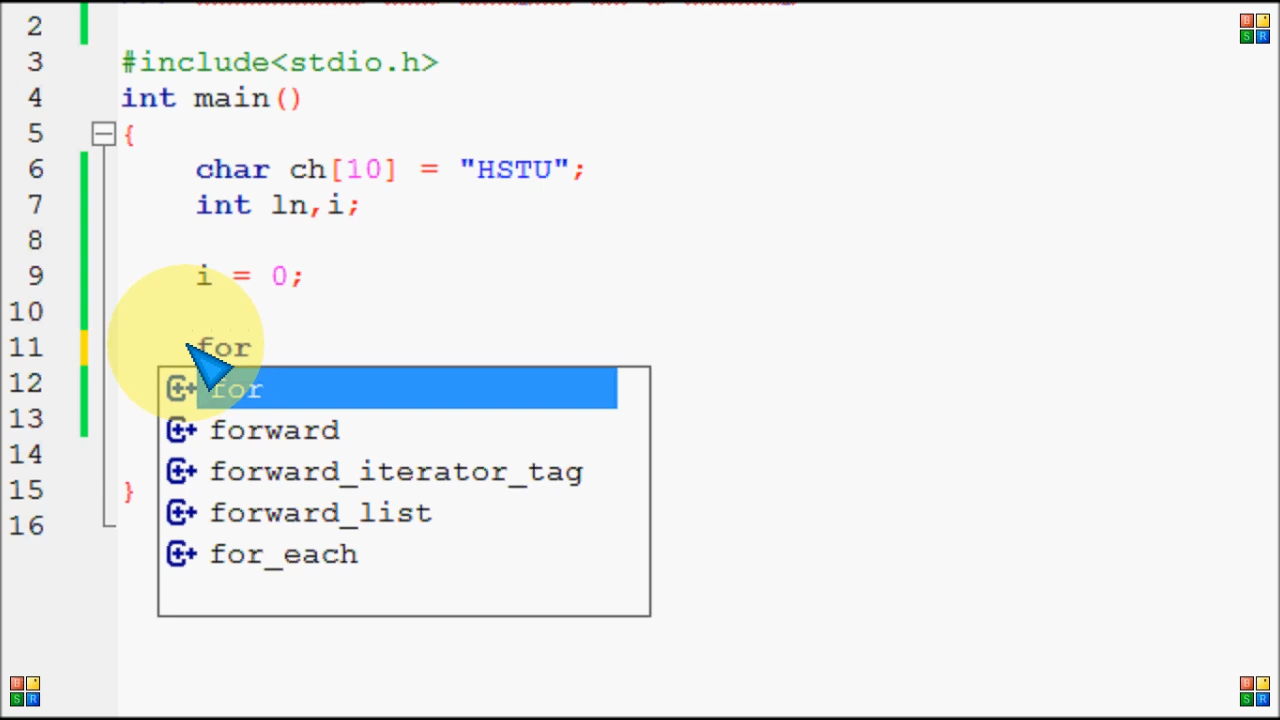 2
3 #include<stdio.h>
4 int main()
5 {
6 char ch[10] = "HSTU";
7 int ln,i;
8
9 i = 0;
10
11 for
12 for
13 forward
forward_iterator_tag
14 forward_list
15 }
16 for_each